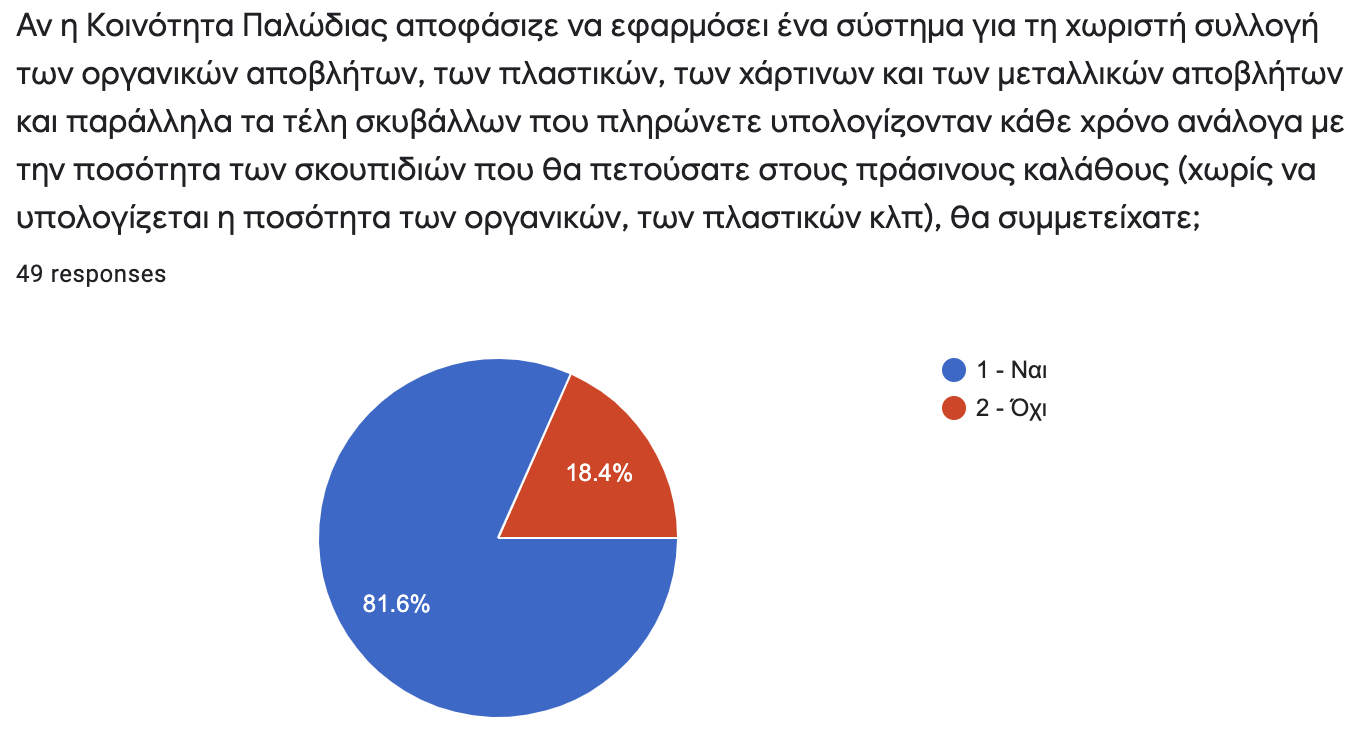 Αν η Κοινότητα Παλώδιας αποφάσιζε να εφαρμόσει ένα σύστημα για τη χωριστή συλλογή
των οργανικών αποβλήτων, των πλαστικών, των χάρτινων και των μεταλλικών αποβλήτων
και παράλληλα τα τέλη σκυβάλλων που πληρώνετε υπολογίζονταν κάθε χρόνο ανάλογα με
την ποσότητα των σκουπιδιών που θα πετούσατε στους πράσινους καλάθους (χωρίς να
υπολογίζεται η ποσότητα των οργανικών, των πλαστικών κλπ), θα συμμετείχατε;
49 responses
1 - Ναι
2 - Όχι
18.4%
81.6%